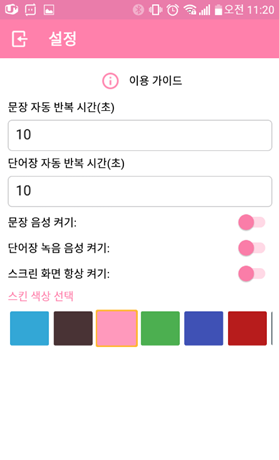 오전 11:20
설정
이용 가이드
문장 자동 반복 시간(초)
10
단어장 자동 반복 시간(초)
10
문장 음성 켜기:
단어장 녹음 음성 켜기:
스크린 화면 항상 켜기:
스킨 색상 선택